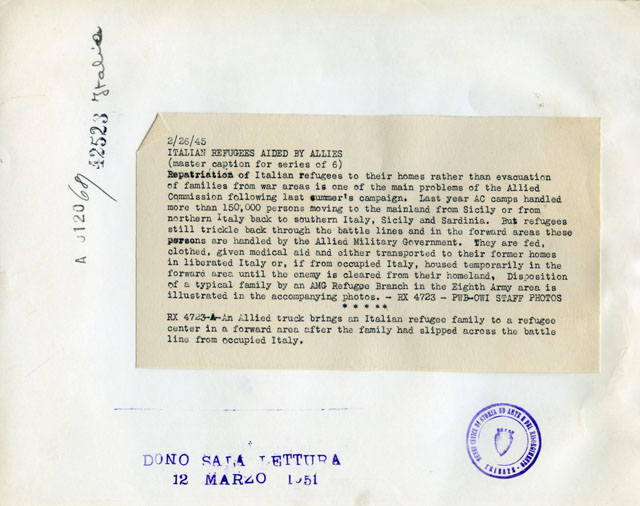 A 0120/68
42523
Italia
2/26/45
ITALIAN REFUGEES AIDED BY ALLIES
(master caption for series of 6)
Repatriation of Italian refugees to their homes rather than evacuation
of families from war areas is one of the main problems of the Allied
Commission following last summer's campaign. Last year AC camps handled
more than 150,000 persons moving to the mainland from Sicily or from
northern Italy back to southern Italy, Sicily and Sardinia. But refugees
still trickle back through the battle lines and in the forward areas these
persons are handled by the Allied Military Government. They are fed,
clothed, given medical aid and either transported to their former homes
in liberated Italy or, if from occupied Italy, housed temporarily in the
forward area until the enemy is cleared from their homeland. Disposition
of a typical family by an AMG Refugee Branch in the Eighth Army area is
illustrated in the accompanying photos. - RX 4723 - PWB-OWI STAFF PHOTOS
* * * * *
RX 4723-A-An Allied truck brings an Italian refugee family to a refugee
center in a forward area after the family had slipped across the battle
line from occupied Italy.
DONO SALA LETTURA
12 MARZO 1951